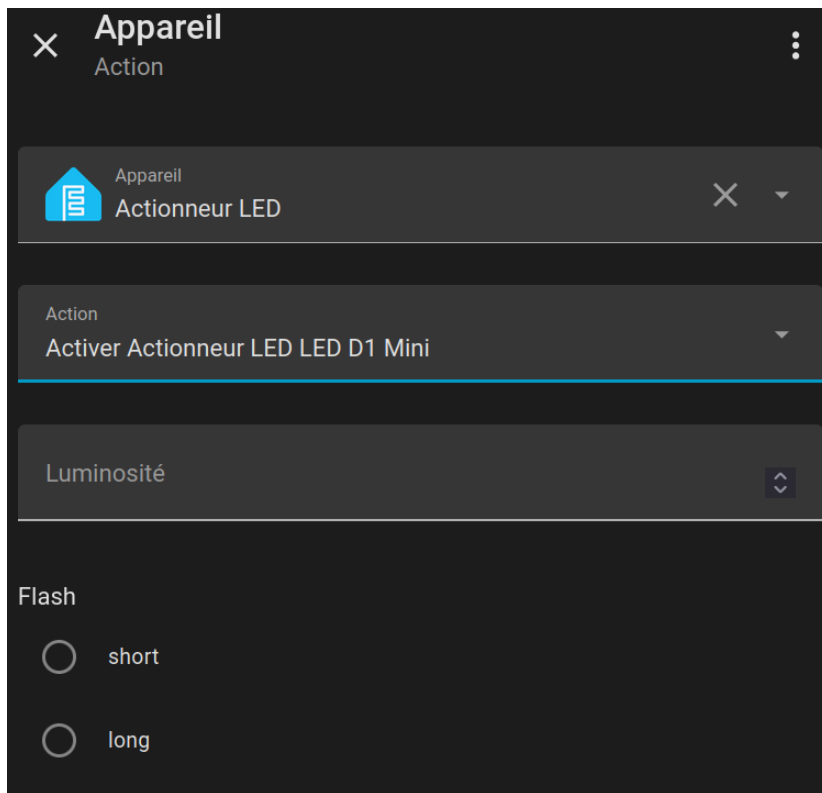 Appareil
Action
Appareil
Actionneur LED
Action
Activer Actionneur LED LED D1 Mini
Luminosité
Flash
short
long